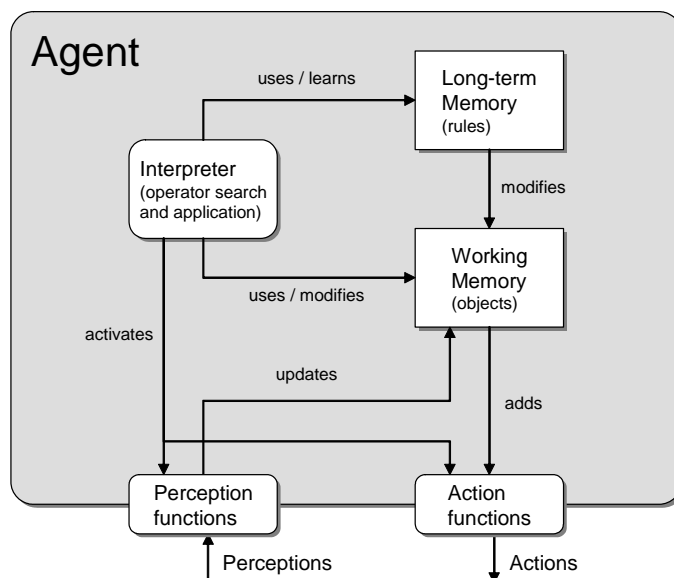 Agent
uses / learns
Long-term
Memory
(rules)
Interpreter
(operator search
and application)
modifies
Working
Memory
(objects)
uses / modifies
activates
updates
adds
Perception
functions
Action
functions
Perceptions
Actions